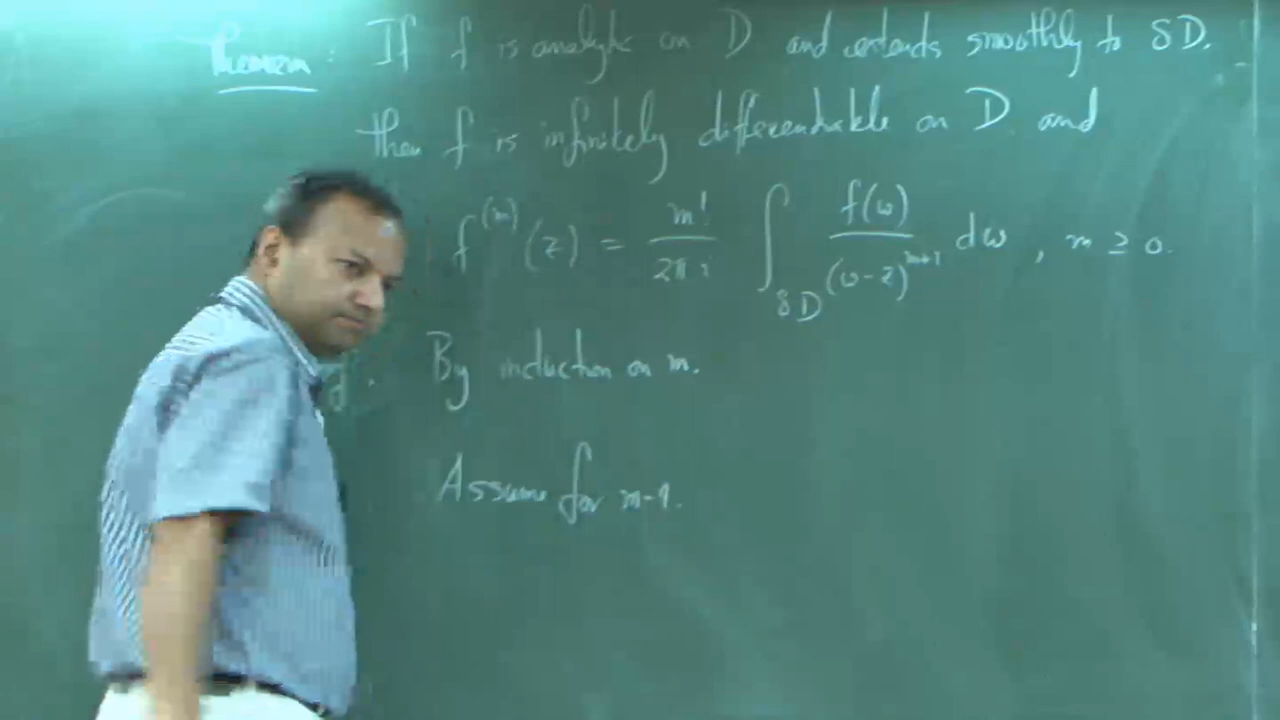 Theorem: If f is analytic on D and extends smoothly to δD,
then f is infinitely differentiable on D and
f^(m)(z) = m!/2πi ∫_δD f(w)/(w-z)^(m+1) dw , m ≥ 0.
By induction on m.
Assume for m-1.